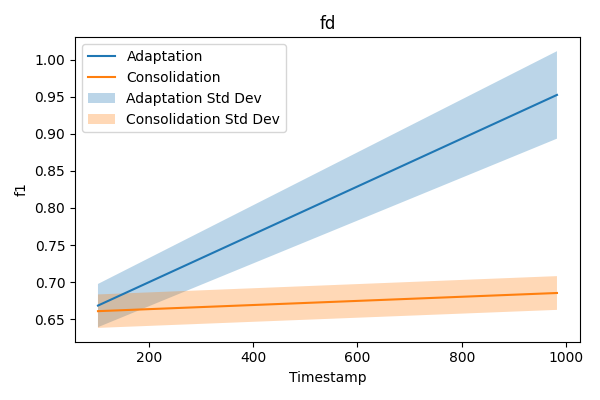 fd
Adaptation
Consolidation
Adaptation Std Dev
Consolidation Std Dev
1.00
0.95
0.90
0.85
0.80
0.75
0.70
0.65
f1
200 400 600 800 1000
Timestamp